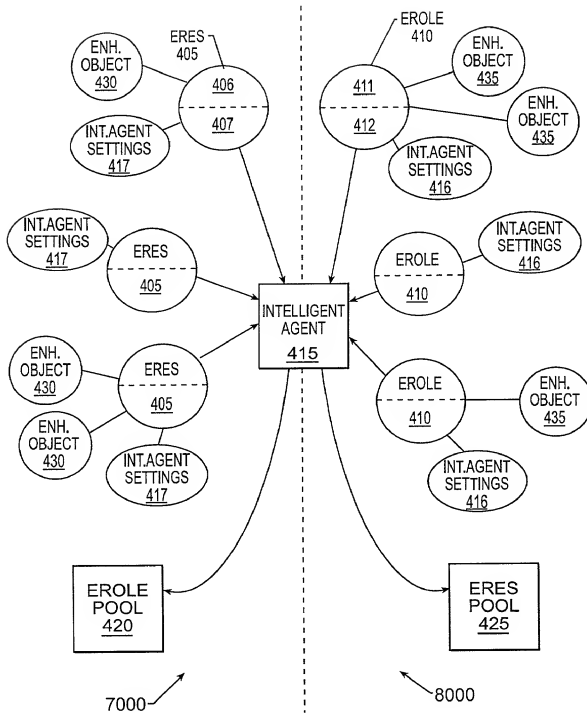 ENH.
OBJECT
430
ERES
405
406
407
INT.AGENT
SETTINGS
417
EROLE
410
411
412
ENH.
OBJECT
435
ENH.
OBJECT
435
INT.AGENT
SETTINGS
416
INT.AGENT
SETTINGS
417
ERES
405
EROLE
410
INT.AGENT
SETTINGS
416
INTELLIGENT
AGENT
415
ENH.
OBJECT
430
ERES
405
ENH.
OBJECT
430
INT.AGENT
SETTINGS
417
EROLE
410
ENH.
OBJECT
435
INT.AGENT
SETTINGS
416
EROLE
POOL
420
ERES
POOL
425
7000
8000